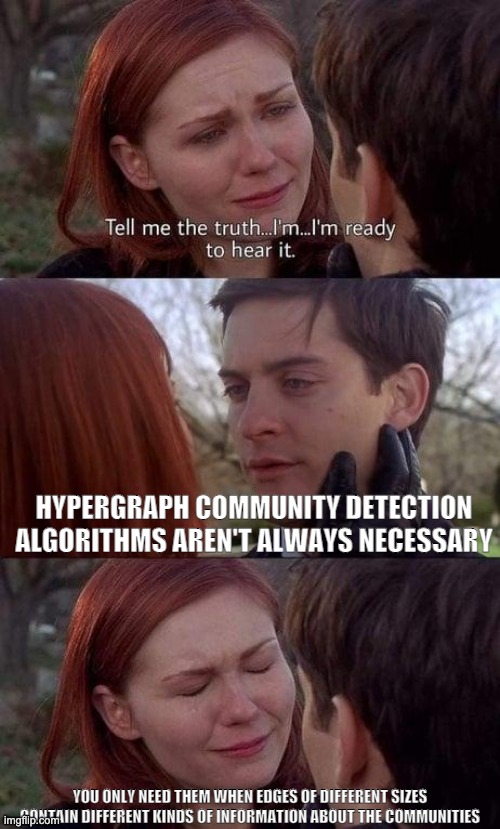 Tell me the truth...I'm...I'm ready
to hear it.
HYPERGRAPH COMMUNITY DETECTION
ALGORITHMS AREN'T ALWAYS NECESSARY
YOU ONLY NEED THEM WHEN EDGES OF DIFFERENT SIZES
CONTAIN DIFFERENT KINDS OF INFORMATION ABOUT THE COMMUNITIES
imgflip.com